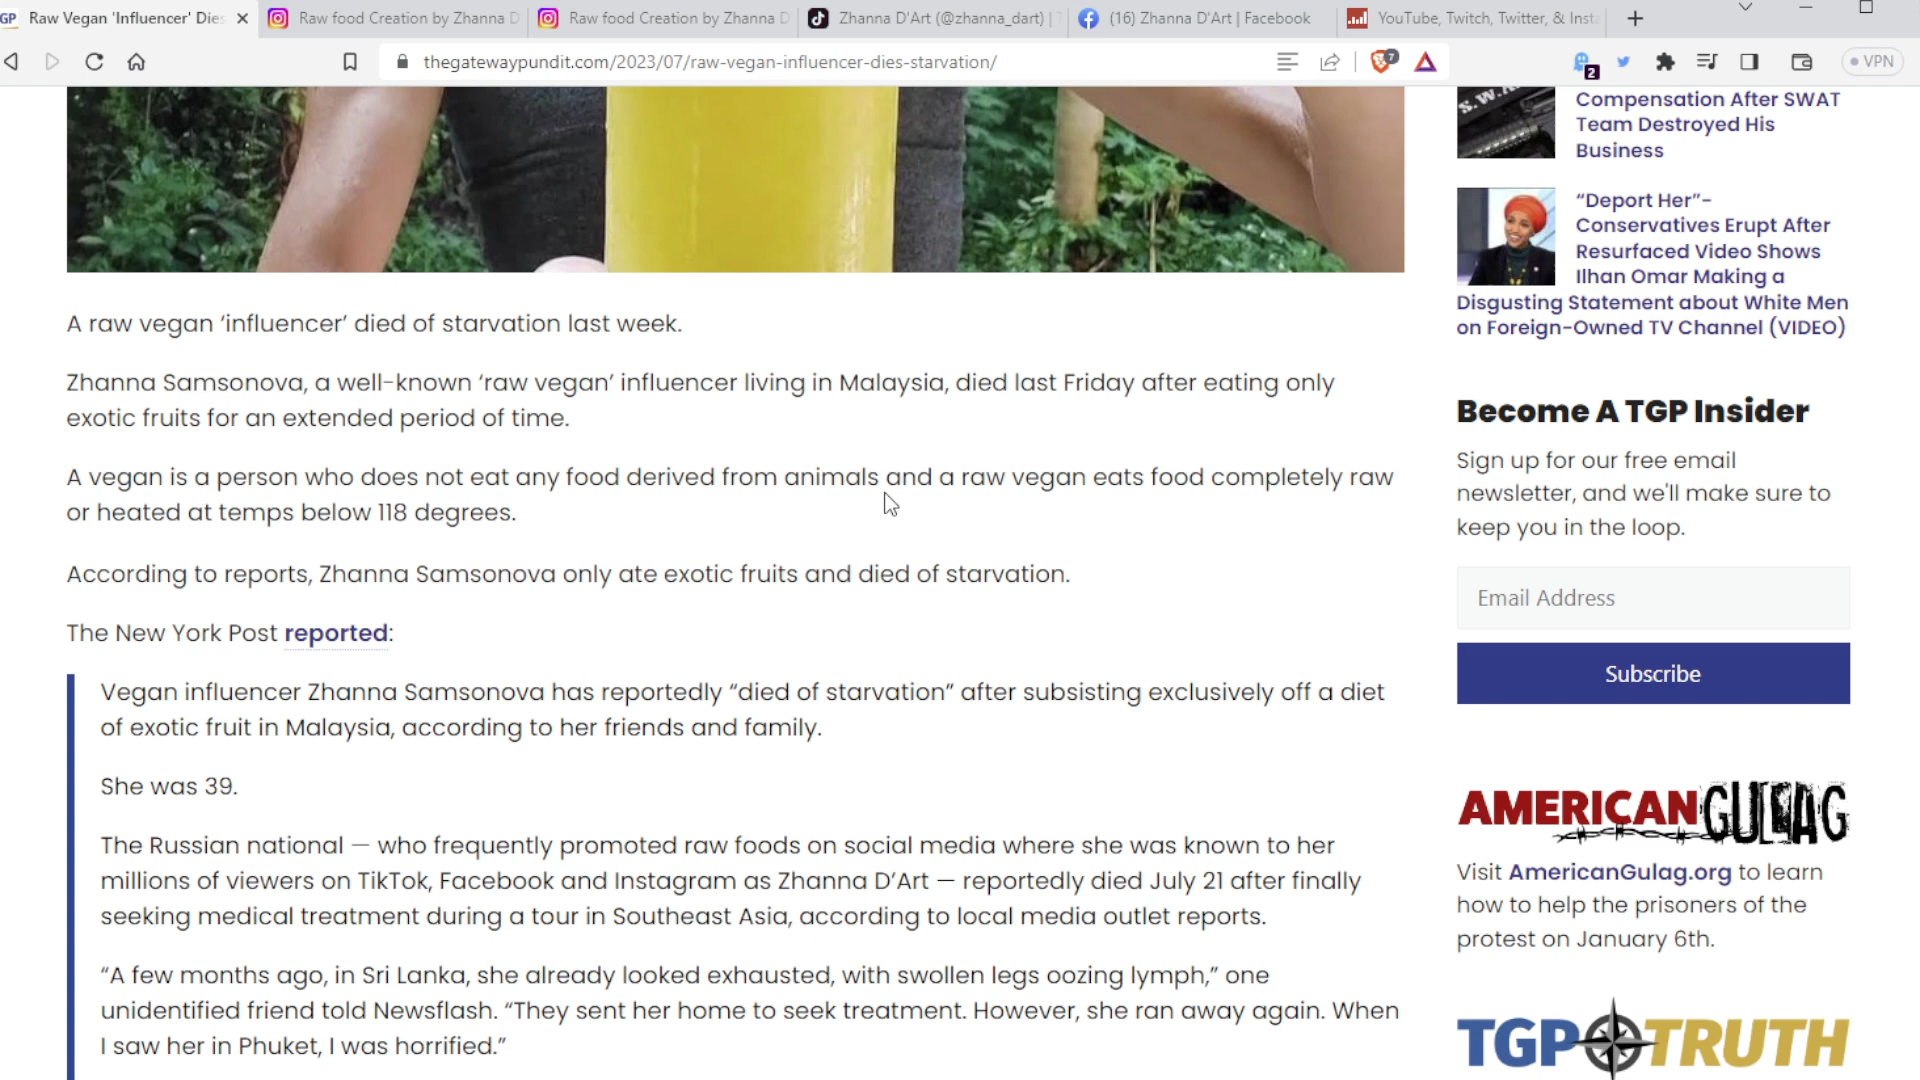 GP Raw Vegan 'Influencer' Dies
Raw food Creation by Zhanna D
Raw food Creation by Zhanna D
Zhanna D'Art (@zhanna_dart) |
(16) Zhanna D'Art | Facebook
YouTube, Twitch, Twitter, & Insta
thegatewaypundit.com/2023/07/raw-vegan-influencer-dies-starvation/
7
2
VPN
A raw vegan ‘influencer’ died of starvation last week.
Zhanna Samsonova, a well-known ‘raw vegan’ influencer living in Malaysia, died last Friday after eating only
exotic fruits for an extended period of time.
A vegan is a person who does not eat any food derived from animals and a raw vegan eats food completely raw
or heated at temps below 118 degrees.
According to reports, Zhanna Samsonova only ate exotic fruits and died of starvation.
The New York Post reported:
Vegan influencer Zhanna Samsonova has reportedly “died of starvation” after subsisting exclusively off a diet
of exotic fruit in Malaysia, according to her friends and family.
She was 39.
The Russian national — who frequently promoted raw foods on social media where she was known to her
millions of viewers on TikTok, Facebook and Instagram as Zhanna D’Art — reportedly died July 21 after finally
seeking medical treatment during a tour in Southeast Asia, according to local media outlet reports.
“A few months ago, in Sri Lanka, she already looked exhausted, with swollen legs oozing lymph,” one
unidentified friend told Newsflash. “They sent her home to seek treatment. However, she ran away again. When
I saw her in Phuket, I was horrified.”
S.W.A.
Compensation After SWAT
Team Destroyed His
Business
“Deport Her”-
Conservatives Erupt After
Resurfaced Video Shows
Ilhan Omar Making a
Disgusting Statement about White Men
on Foreign-Owned TV Channel (VIDEO)
Become A TGP Insider
Sign up for our free email
newsletter, and we'll make sure to
keep you in the loop.
Email Address
Subscribe
AMERICAN GULAG
Visit AmericanGulag.org to learn
how to help the prisoners of the
protest on January 6th.
TGP TRUTH